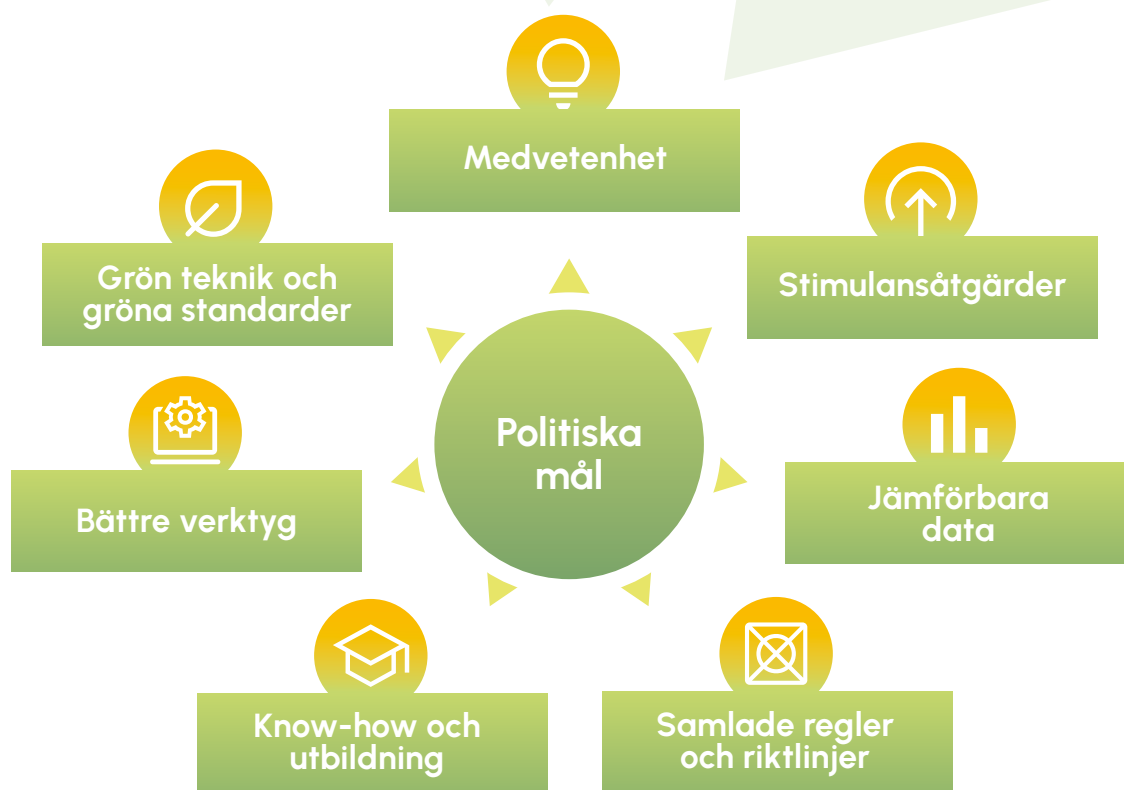 Medvetenhet
Grön teknik och
gröna standarder
Stimulansåtgärder
Politiska
mål
Bättre verktyg
Jämförbara
data
Know-how och
utbildning
Samlade regler
och riktlinjer